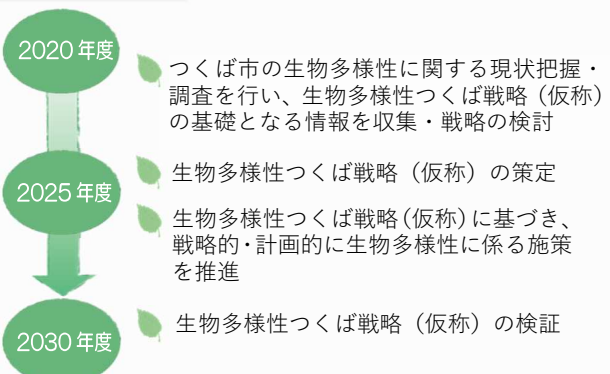 2020年度
つくば市の生物多様性に関する現状把握・
調査を行い、生物多様性つくば戦略（仮称）
の基礎となる情報を収集・戦略の検討
2025年度
生物多様性つくば戦略（仮称）の策定
生物多様性つくば戦略（仮称）に基づき、
戦略的・計画的に生物多様性に係る施策
を推進
2030年度
生物多様性つくば戦略（仮称）の検証